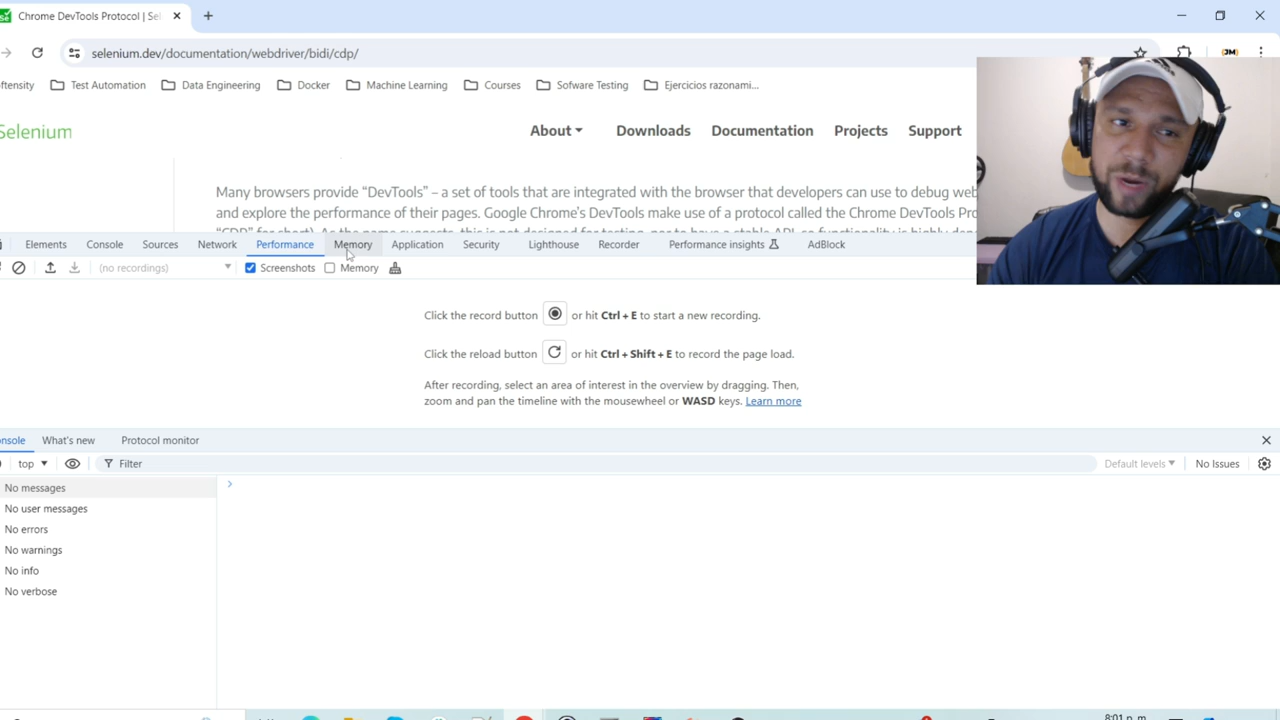 Chrome DevTools Protocol | Sel
selenium.dev/documentation/webdriver/bidi/cdp/
JM
ftensity
Test Automation
Data Engineering
Docker
Machine Learning
Courses
Sofware Testing
Ejercicios razonami...
Selenium
About
Downloads
Documentation
Projects
Support
Many browsers provide “DevTools” – a set of tools that are integrated with the browser that developers can use to debug web
and explore the performance of their pages. Google Chrome’s DevTools make use of a protocol called the Chrome DevTools Pro
Elements
Console
Sources
Network
Performance
Memory
Application
Security
Lighthouse
Recorder
Performance insights
AdBlock
(no recordings)
Screenshots
Memory
Click the record button or hit Ctrl + E to start a new recording.
Click the reload button or hit Ctrl + Shift + E to record the page load.
After recording, select an area of interest in the overview by dragging. Then,
zoom and pan the timeline with the mousewheel or WASD keys. Learn more
onsole
What's new
Protocol monitor
top
Filter
Default levels
No Issues
No messages
No user messages
No errors
No warnings
No info
No verbose
8:01 p. m.